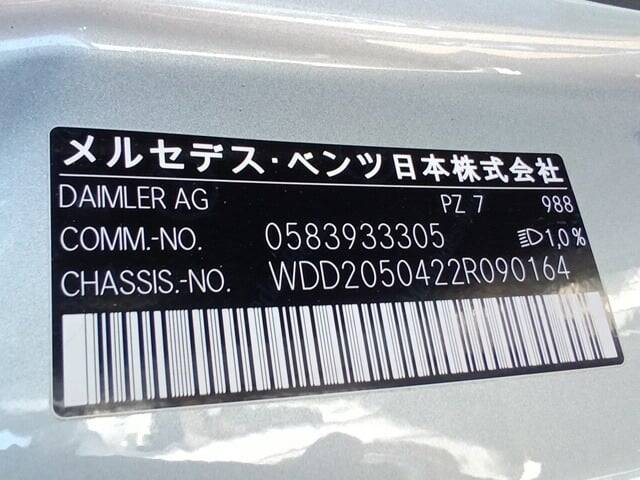 メルセデス・ベンツ日本株式会社
DAIMLER AG PZ 7 988
COMM.-NO. 0583933305 1,0%
CHASSIS.-NO. WDD2050422R090164